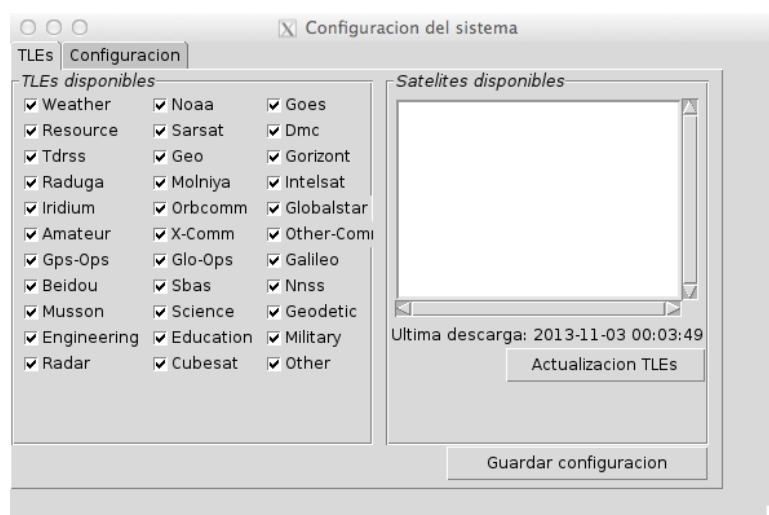 Configuracion del sistema
TLEs Configuracion
TLEs disponibles
Weather Noaa Goes
Resource Sarsat Dmc
Tdrss Geo Gorizont
Raduga Molniya Intelsat
Iridium Orbcomm Globalstar
Amateur X-Comm Other-Com
Gps-Ops Glo-Ops Galileo
Beidou Sbas Nnss
Musson Science Geodetic
Engineering Education Military
Radar Cubesat Other
Satelites disponibles
Ultima descarga: 2013-11-03 00:03:49
Actualizacion TLEs
Guardar configuracion